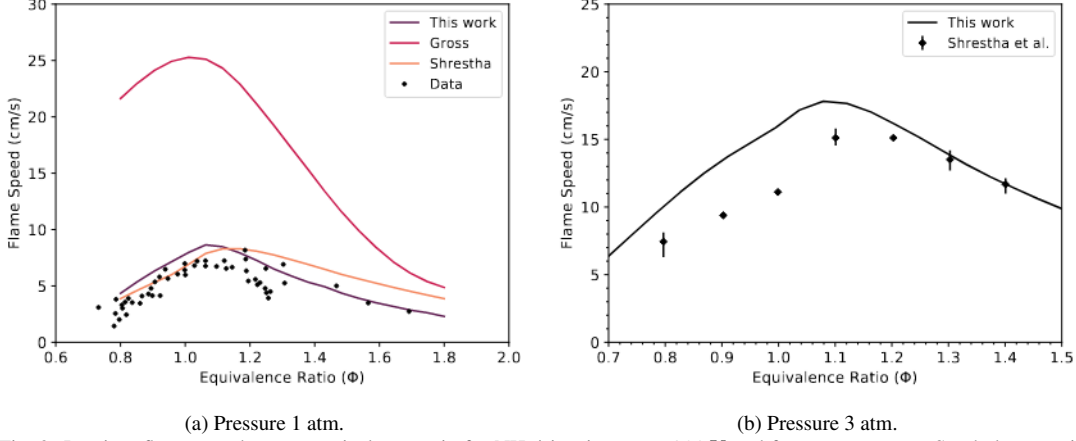 30
25
20
15
10
5
0
Flame Speed (cm/s)
This work
Gross
Shrestha
Data
0.6 0.8 1.0 1.2 1.4 1.6 1.8 2.0
Equivalence Ratio (Φ)
(a) Pressure 1 atm.
25
20
15
10
5
0
Flame Speed (cm/s)
This work
Shrestha et al.
0.7 0.8 0.9 1.0 1.1 1.2 1.3 1.4 1.5
Equivalence Ratio (Φ)
(b) Pressure 3 atm.